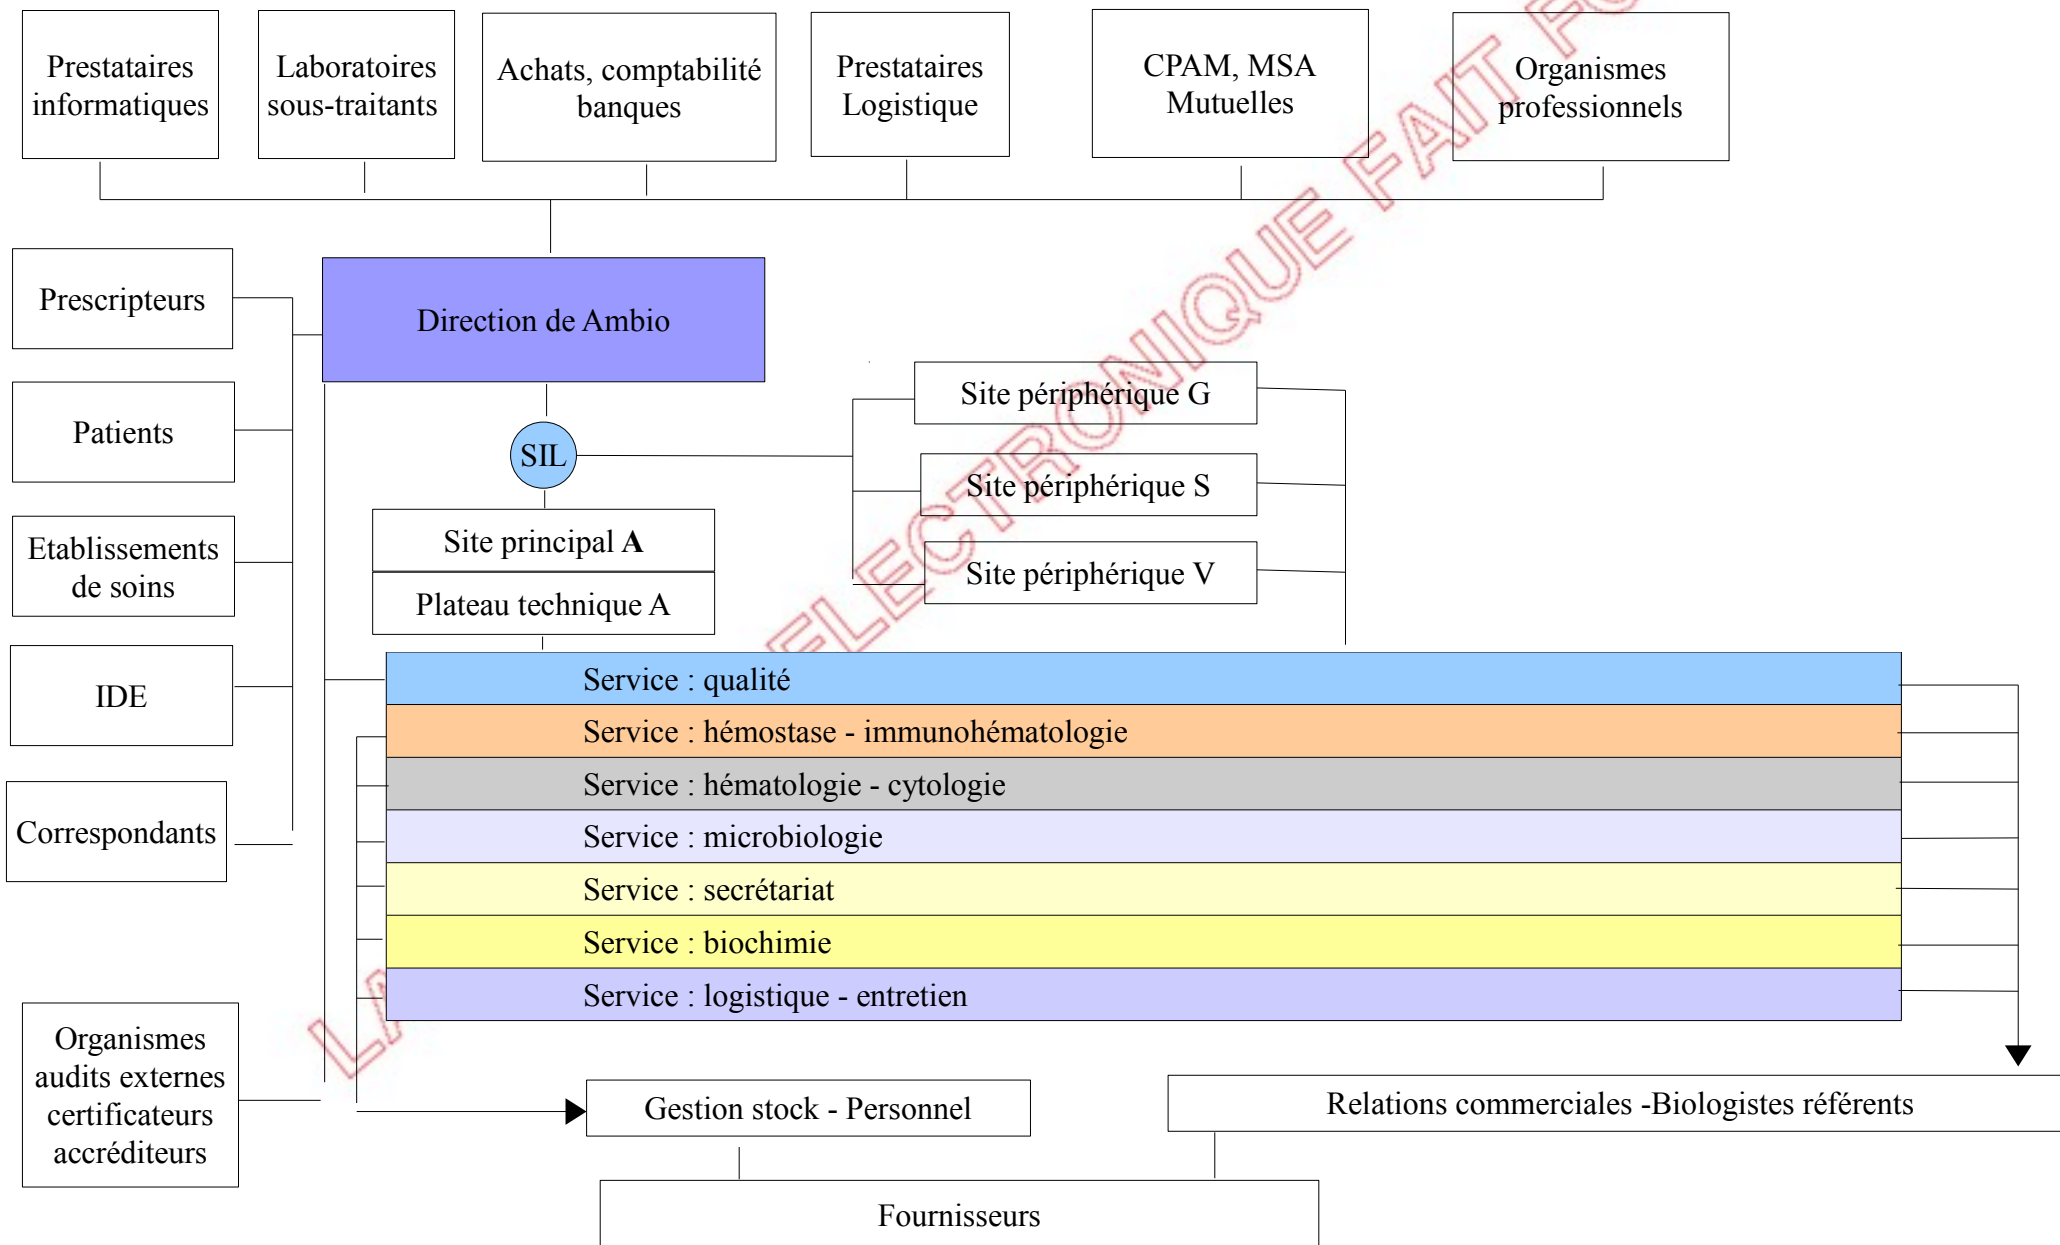 Prestataires
informatiques
Laboratoires
sous-traitants
Achats, comptabilité
banques
Prestataires
Logistique
CPAM, MSA
Mutuelles
Organismes
professionnels
Prescripteurs
Direction de Ambio
Patients
SIL
Site périphérique G
Site périphérique S
Site périphérique V
Site principal A
Plateau technique A
Etablissements
de soins
IDE
Correspondants
Service : qualité
Service : hémostase - immunohématologie
Service : hématologie - cytologie
Service : microbiologie
Service : secrétariat
Service : biochimie
Service : logistique - entretien
Organismes
audits externes
certificateurs
accréditeurs
Gestion stock - Personnel
Relations commerciales -Biologistes référents
Fournisseurs
ELECTRONIQUE FAIT